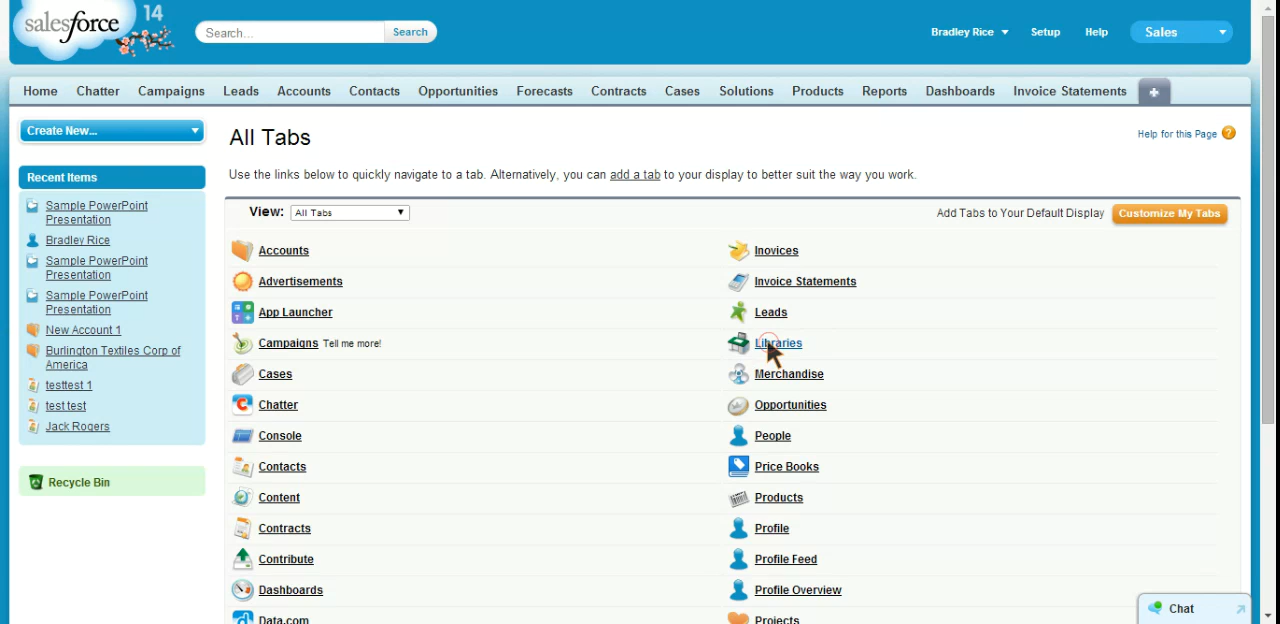 salesforce 14
Search... Search
Bradley Rice Setup Help Sales
Home Chatter Campaigns Leads Accounts Contacts Opportunities Forecasts Contracts Cases Solutions Products Reports Dashboards Invoice Statements +
Create New...
Recent Items
Sample PowerPoint
Presentation
Bradley Rice
Sample PowerPoint
Presentation
Sample PowerPoint
Presentation
New Account 1
Burlington Textiles Corp of
America
testtest 1
test test
Jack Rogers
Recycle Bin
All Tabs
Help for this Page ?
Use the links below to quickly navigate to a tab. Alternatively, you can add a tab to your display to better suit the way you work.
View: All Tabs
Add Tabs to Your Default Display Customize My Tabs
Accounts
Advertisements
App Launcher
Campaigns Tell me more!
Cases
Chatter
Console
Contacts
Content
Contracts
Contribute
Dashboards
Data.com
Inovices
Invoice Statements
Leads
Libraries
Merchandise
Opportunities
People
Price Books
Products
Profile
Profile Feed
Profile Overview
Projects
Chat